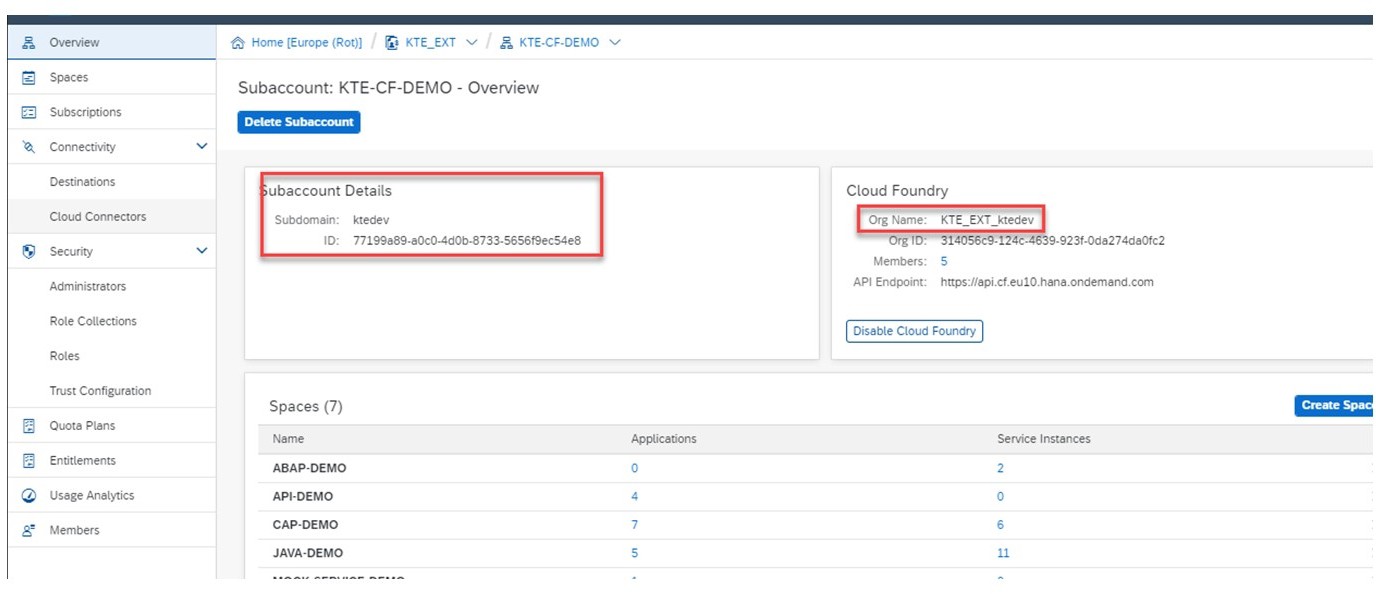 Overview
Spaces
Subscriptions
Connectivity
Destinations
Cloud Connectors
Security
Administrators
Role Collections
Roles
Trust Configuration
Quota Plans
Entitlements
Usage Analytics
Members
Home [Europe (Rot)] / KTE_EXT / KTE-CF-DEMO
Subaccount: KTE-CF-DEMO - Overview
Delete Subaccount
Subaccount Details
Subdomain: ktedev
ID: 77199a89-a0c0-4d0b-8733-5656f9ec54e8
Cloud Foundry
Org Name: KTE_EXT_ktedev
Org ID: 314056c9-124c-4639-923f-0da274da0fc2
Members: 5
API Endpoint: https://api.cf.eu10.hana.ondemand.com
Disable Cloud Foundry
Spaces (7)
Create Spac
Name Applications Service Instances
ABAP-DEMO 0 2
API-DEMO 4 0
CAP-DEMO 7 6
JAVA-DEMO 5 11
MOCK-SERVICE-DEMO